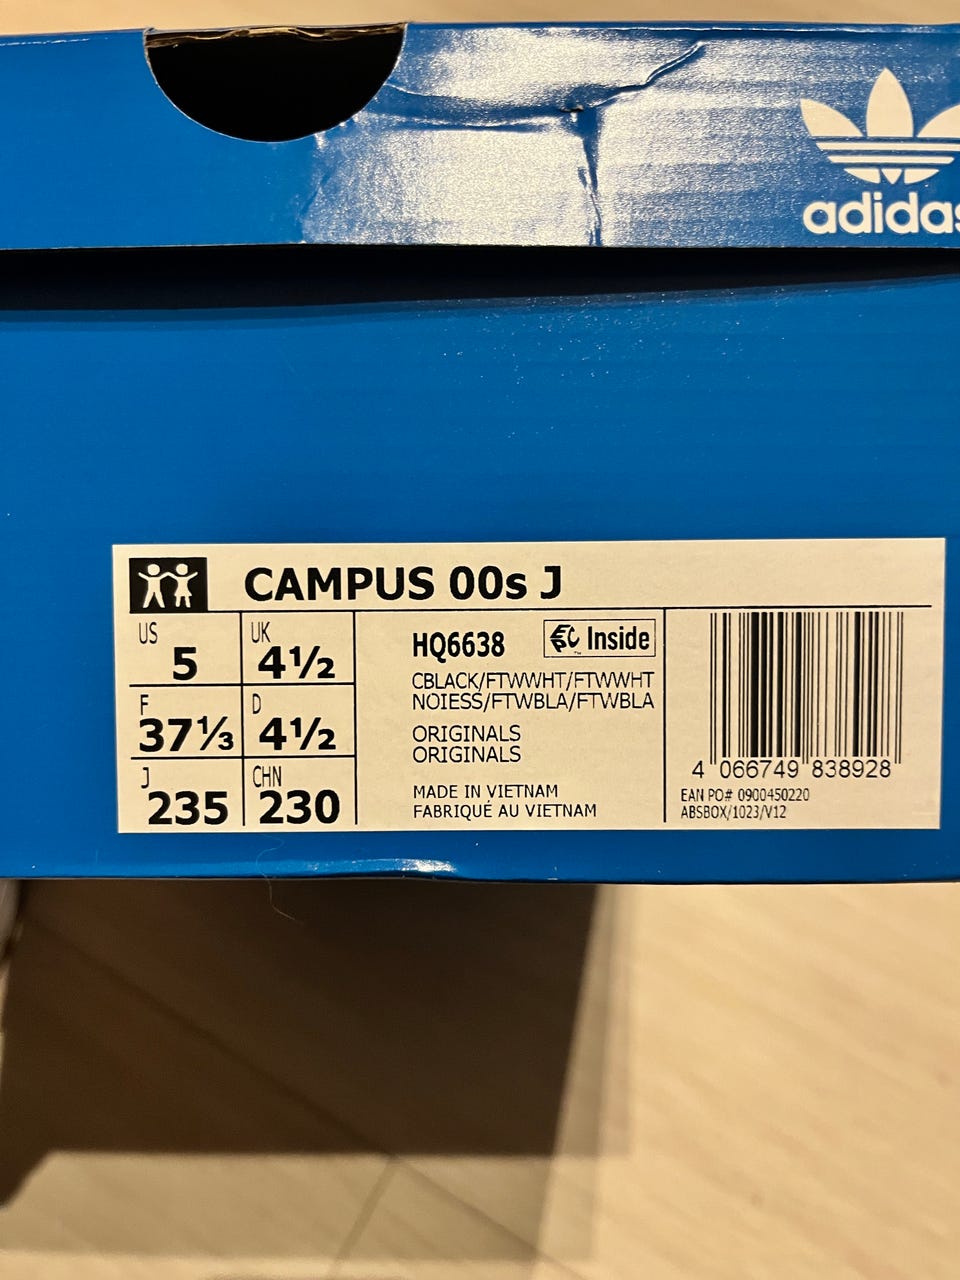 adidas
CAMPUS 00s J
US
5
UK
4½
F
37⅓
D
4½
J
235
CHN
230
HQ6638
EPC Inside
CBLACK/FTWWHT/FTWWHT
NOIESS/FTWBLA/FTWBLA
ORIGINALS
ORIGINALS
MADE IN VIETNAM
FABRIQUÉ AU VIETNAM
4 066749 838928
EAN PO# 0900450220
ABSBOX/1023/V12